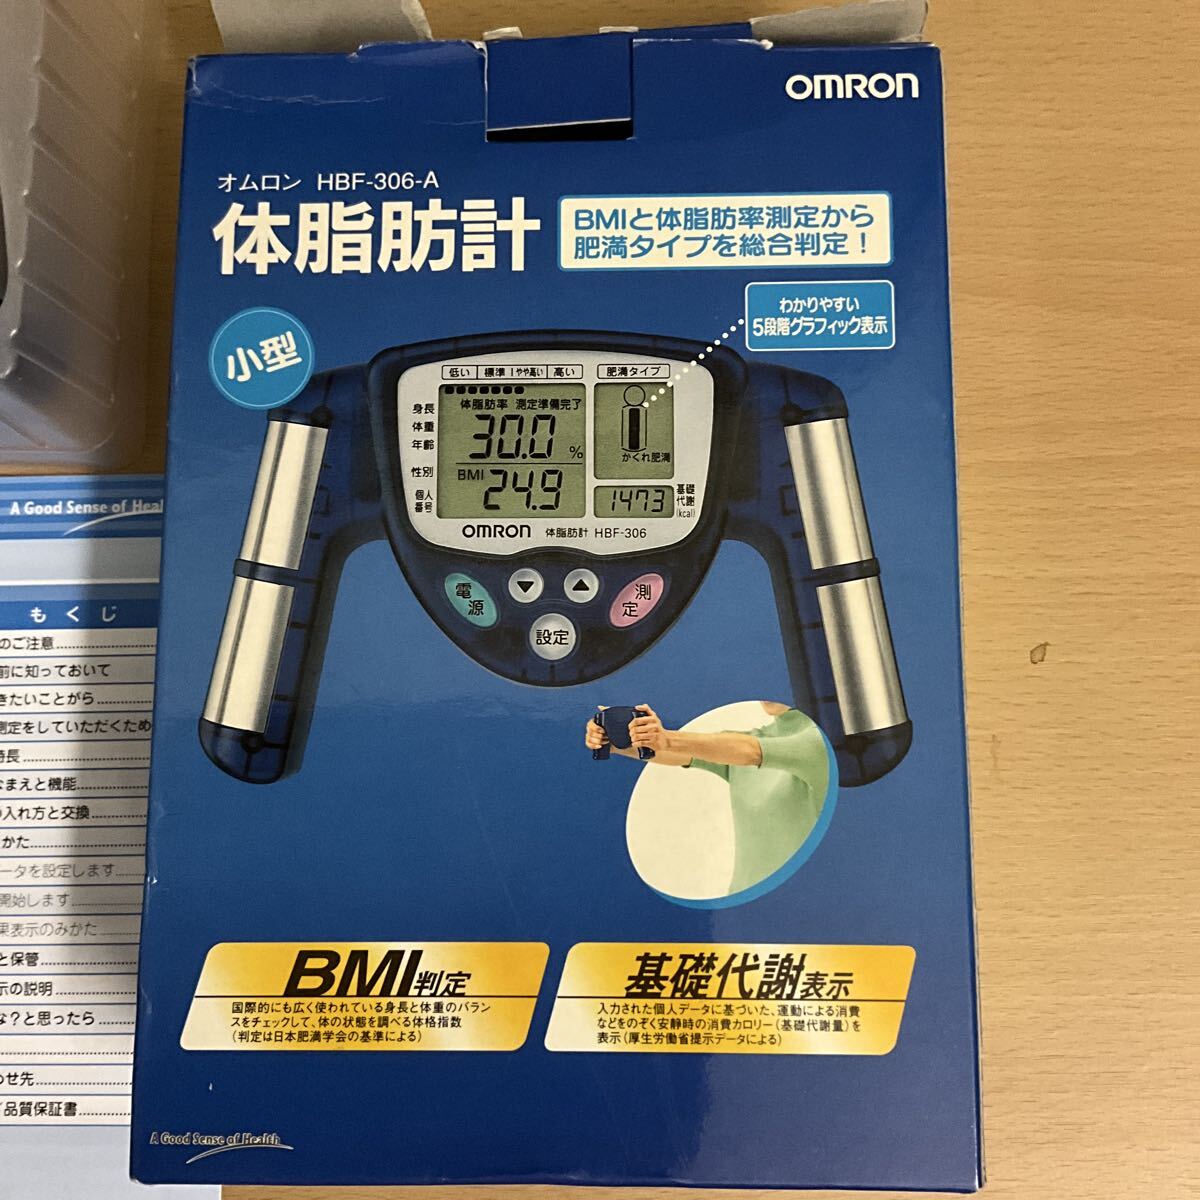 OMRON
オムロン HBF-306-A
体脂肪計
BMIと体脂肪率測定から
肥満タイプを総合判定！
わかりやすい
5段階グラフィック表示
小型
低い 標準 やや高い 高い
肥満タイプ
身長
体重
年齢
性別
個人
番号
体脂肪率 測定準備完了
30.0 %
BMI 24.9
かくれ肥満
1473
基礎
代謝
(kcal)
OMRON 体脂肪計 HBF-306
電源
▼
▲
測定
設定
BMI判定
国際的にも広く使われている身長と体重のバラン
スをチェックして、体の状態を調べる体格指数
(判定は日本肥満学会の基準による)
基礎代謝表示
入力された個人データに基づいた、運動による消費
などをのぞく安静時の消費カロリー(基礎代謝量)を
表示(厚生労働省提示データによる)
A Good Sense of Health
A Good Sense of Heal
もくじ
のご注意
前に知っておいて
きたいことがら
測定をしていただくため
特長
なまえと機能
の入れ方と交換
かた
ータを設定します
開始します
果表示のみかた
と保管
示の説明
な?と思ったら
わせ先
品質保証書